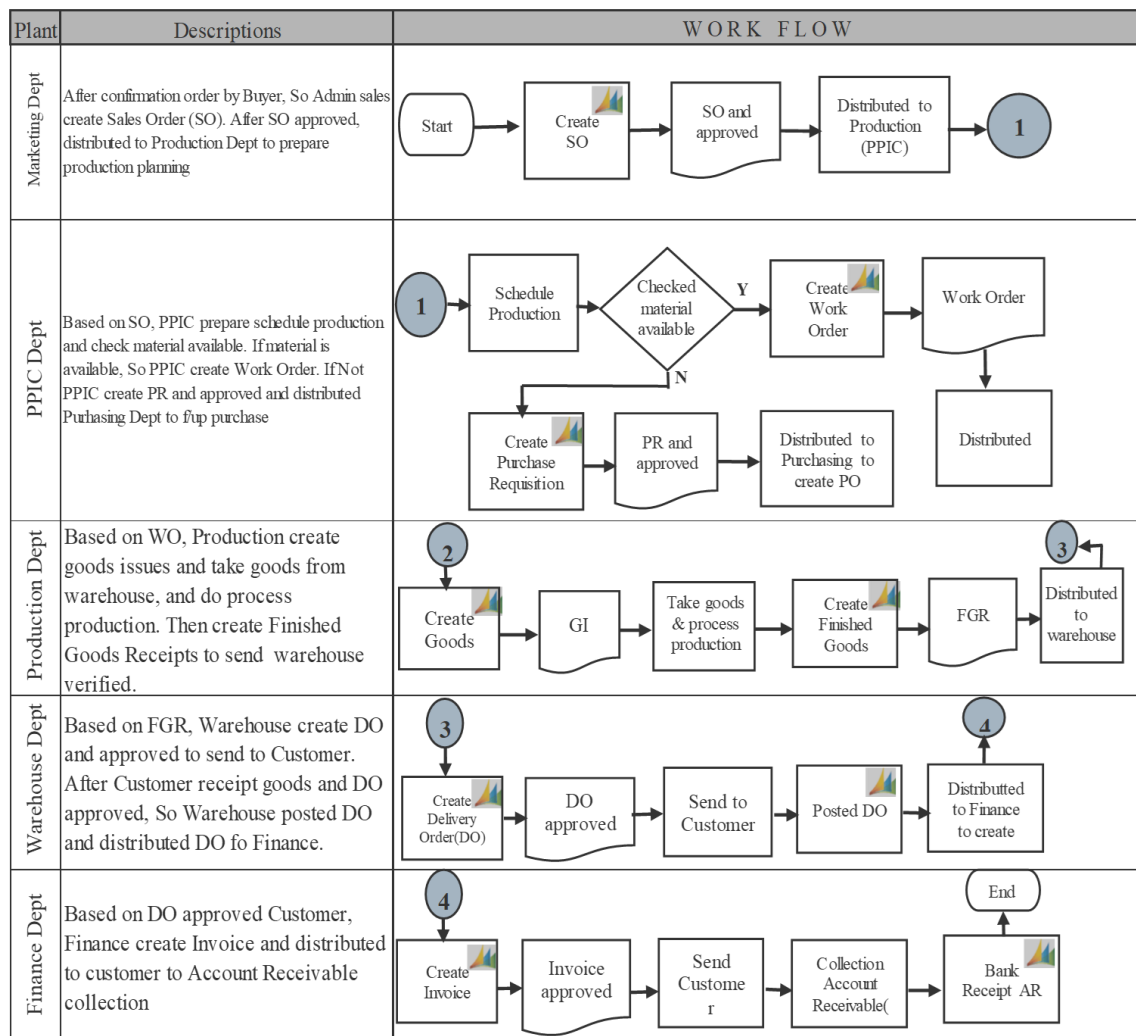 Plant
Descriptions
WORK FLOW
Marketing Dept
After confirmation order by Buyer, So Admin sales
create Sales Order (SO). After SO approved,
distributed to Production Dept to prepare
production planning
Start
Create
SO
SO and
approved
Distributed to
Production
(PPIC)
1
PPIC Dept
Based on SO, PPIC prepare schedule production
and check material available. If material is
available, So PPIC create Work Order. If Not
PPIC create PR and approved and distributed
Purhasing Dept to f/up purchase
1
Schedule
Production
Checked
material
available
Y
N
Create
Work
Order
Work Order
Distributed
Create
Purchase
Requisition
PR and
approved
Distributed to
Purchasing to
create PO
Production Dept
Based on WO, Production create
goods issues and take goods from
warehouse, and do process
production. Then create Finished
Goods Receipts to send warehouse
verified.
2
Create
Goods
GI
Take goods
& process
production
Create
Finished
Goods
FGR
Distributed
to
warehouse
3
Warehouse Dept
Based on FGR, Warehouse create DO
and approved to send to Customer.
After Customer receipt goods and DO
approved, So Warehouse posted DO
and distributed DO fo Finance.
3
Create
Delivery
Order(DO)
DO
approved
Send to
Customer
Posted DO
Distributted
to Finance
to create
4
Finance Dept
Based on DO approved Customer,
Finance create Invoice and distributed
to customer to Account Receivable
collection
4
Create
Invoice
Invoice
approved
Send
Custome
r
Collection
Account
Receivable(
Bank
Receipt AR
End